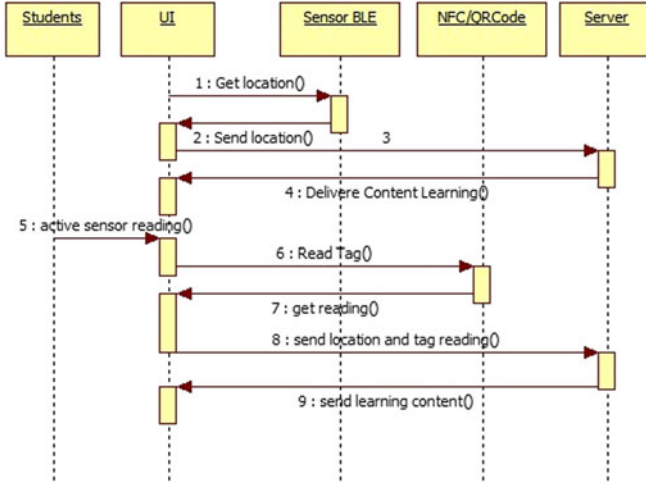 Students
UI
Sensor BLE
NFC/QRCode
Server
1 : Get location()
2 : Send location()
3
4 : Delivere Content Learning()
5 : active sensor reading()
6 : Read Tag()
7 : get reading()
8 : send location and tag reading()
9 : send learning content()